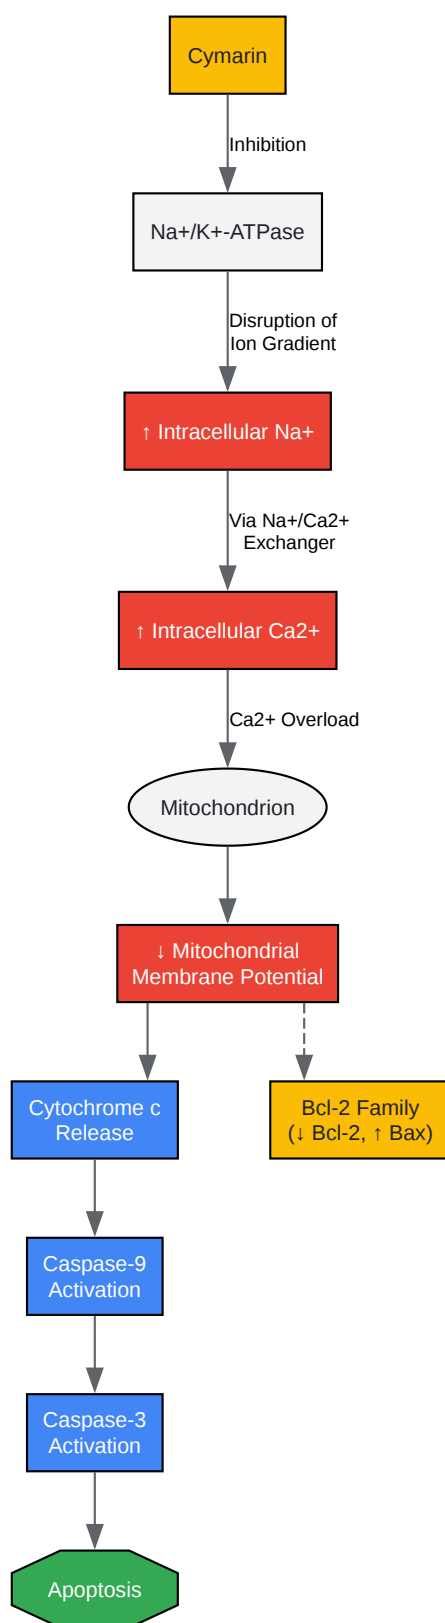 Cymarin
Inhibition
Na+/K+-ATPase
Disruption of
Ion Gradient
↑ Intracellular Na+
Via Na+/Ca2+
Exchanger
↑ Intracellular Ca2+
Ca2+ Overload
Mitochondrion
↓ Mitochondrial
Membrane Potential
Cytochrome c
Release
Bcl-2 Family
(↓ Bcl-2, ↑ Bax)
Caspase-9
Activation
Caspase-3
Activation
Apoptosis